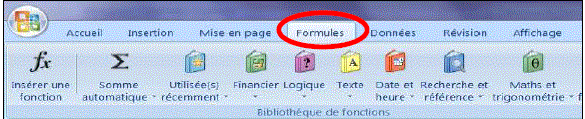 Accueil Insertion Mise en page Formules Données Révision Affichage
fx Σ ? A θ
Insérer une Somme Utilisée(s) Financier Logique Texte Date et Recherche et Maths et
fonction automatique récemment heure référence trigonométrie f
Bibliothèque de fonctions